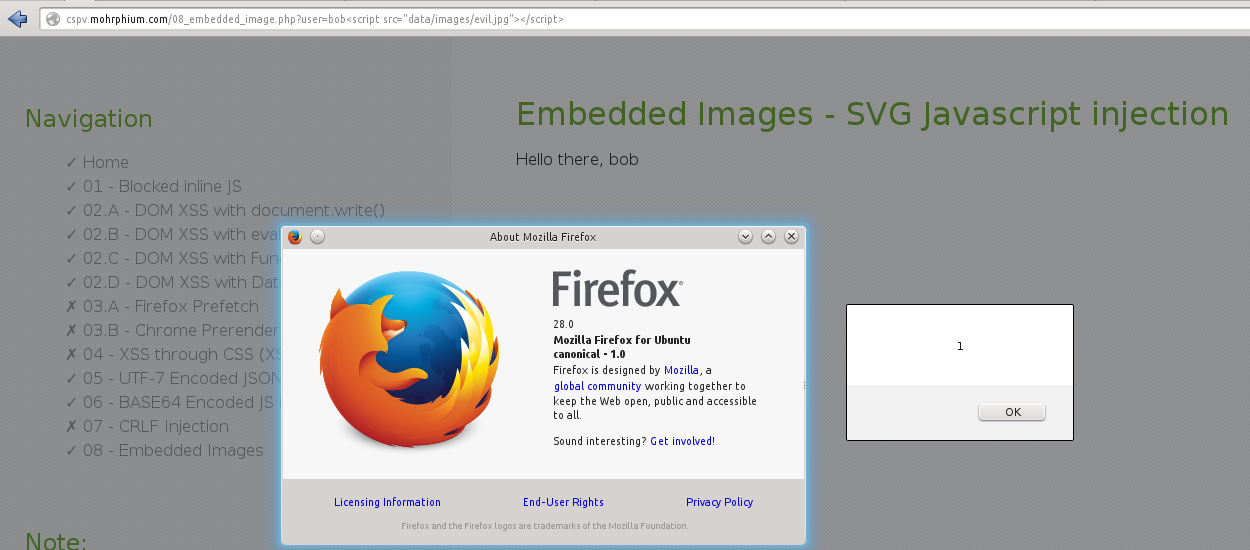 cspv.mohrphium.com/08_embedded_image.php?user=bob<script src="data/images/evil.jpg"></script>
Navigation
✓ Home
✓ 01 - Blocked inline JS
✓ 02.A - DOM XSS with document.write()
✓ 02.B - DOM XSS with eva
✓ 02.C - DOM XSS with Fun
✓ 02.D - DOM XSS with Dat
✗ 03.A - Firefox Prefetch
✗ 03.B - Chrome Prerender
✗ 04 - XSS through CSS (XS
✓ 05 - UTF-7 Encoded JSON
✓ 06 - BASE64 Encoded JS
✗ 07 - CRLF Injection
✓ 08 - Embedded Images
Note:
Embedded Images - SVG Javascript injection
Hello there, bob
About Mozilla Firefox
Firefox
28.0
Mozilla Firefox for Ubuntu
canonical - 1.0
Firefox is designed by Mozilla, a
global community working together to
keep the Web open, public and accessible
to all.
Sound interesting? Get involved!
Licensing Information End-User Rights Privacy Policy
Firefox and the Firefox logos are trademarks of the Mozilla Foundation.
1
OK